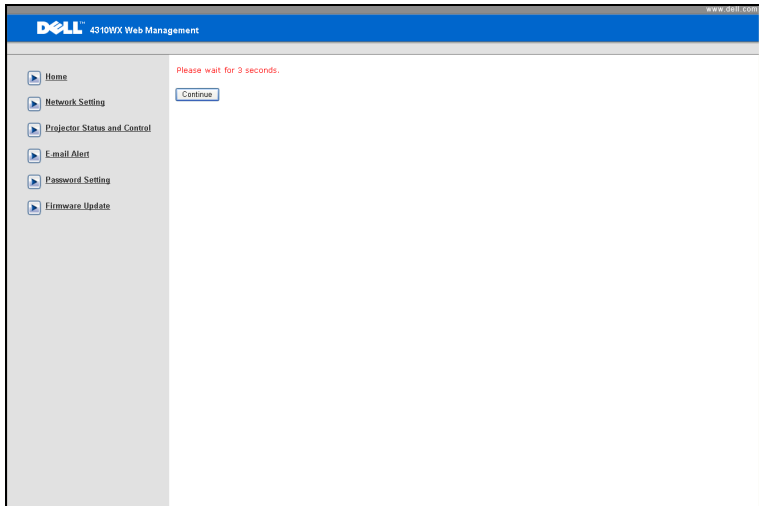 www.dell.com
DELL™ 4310WX Web Management
Home
Network Setting
Projector Status and Control
E-mail Alert
Password Setting
Firmware Update
Please wait for 3 seconds.
Continue